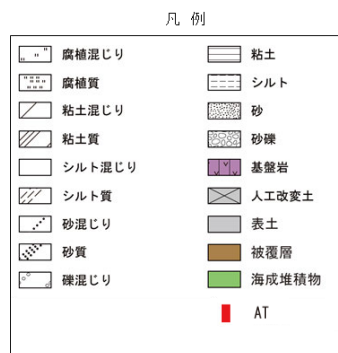 凡 例
腐植混じり
腐植質
粘土混じり
粘土質
シルト混じり
シルト質
砂混じり
砂質
礫混じり
粘土
シルト
砂
砂礫
基盤岩
人工改変土
表土
被覆層
海成堆積物
AT